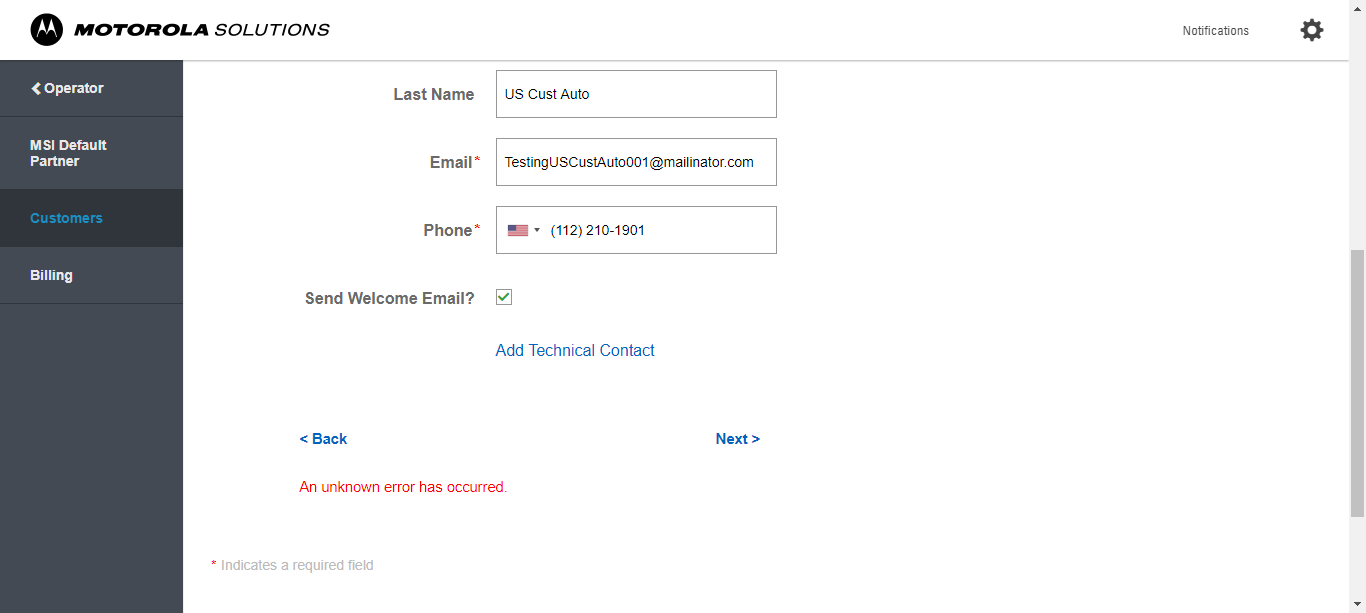 MOTOROLA SOLUTIONS
Notifications
Operator
MSI Default
Partner
Customers
Billing
Last Name
US Cust Auto
Email*
TestingUSCustAuto001@mailinator.com
Phone*
(112) 210-1901
Send Welcome Email?
Add Technical Contact
< Back
Next >
An unknown error has occurred.
* Indicates a required field